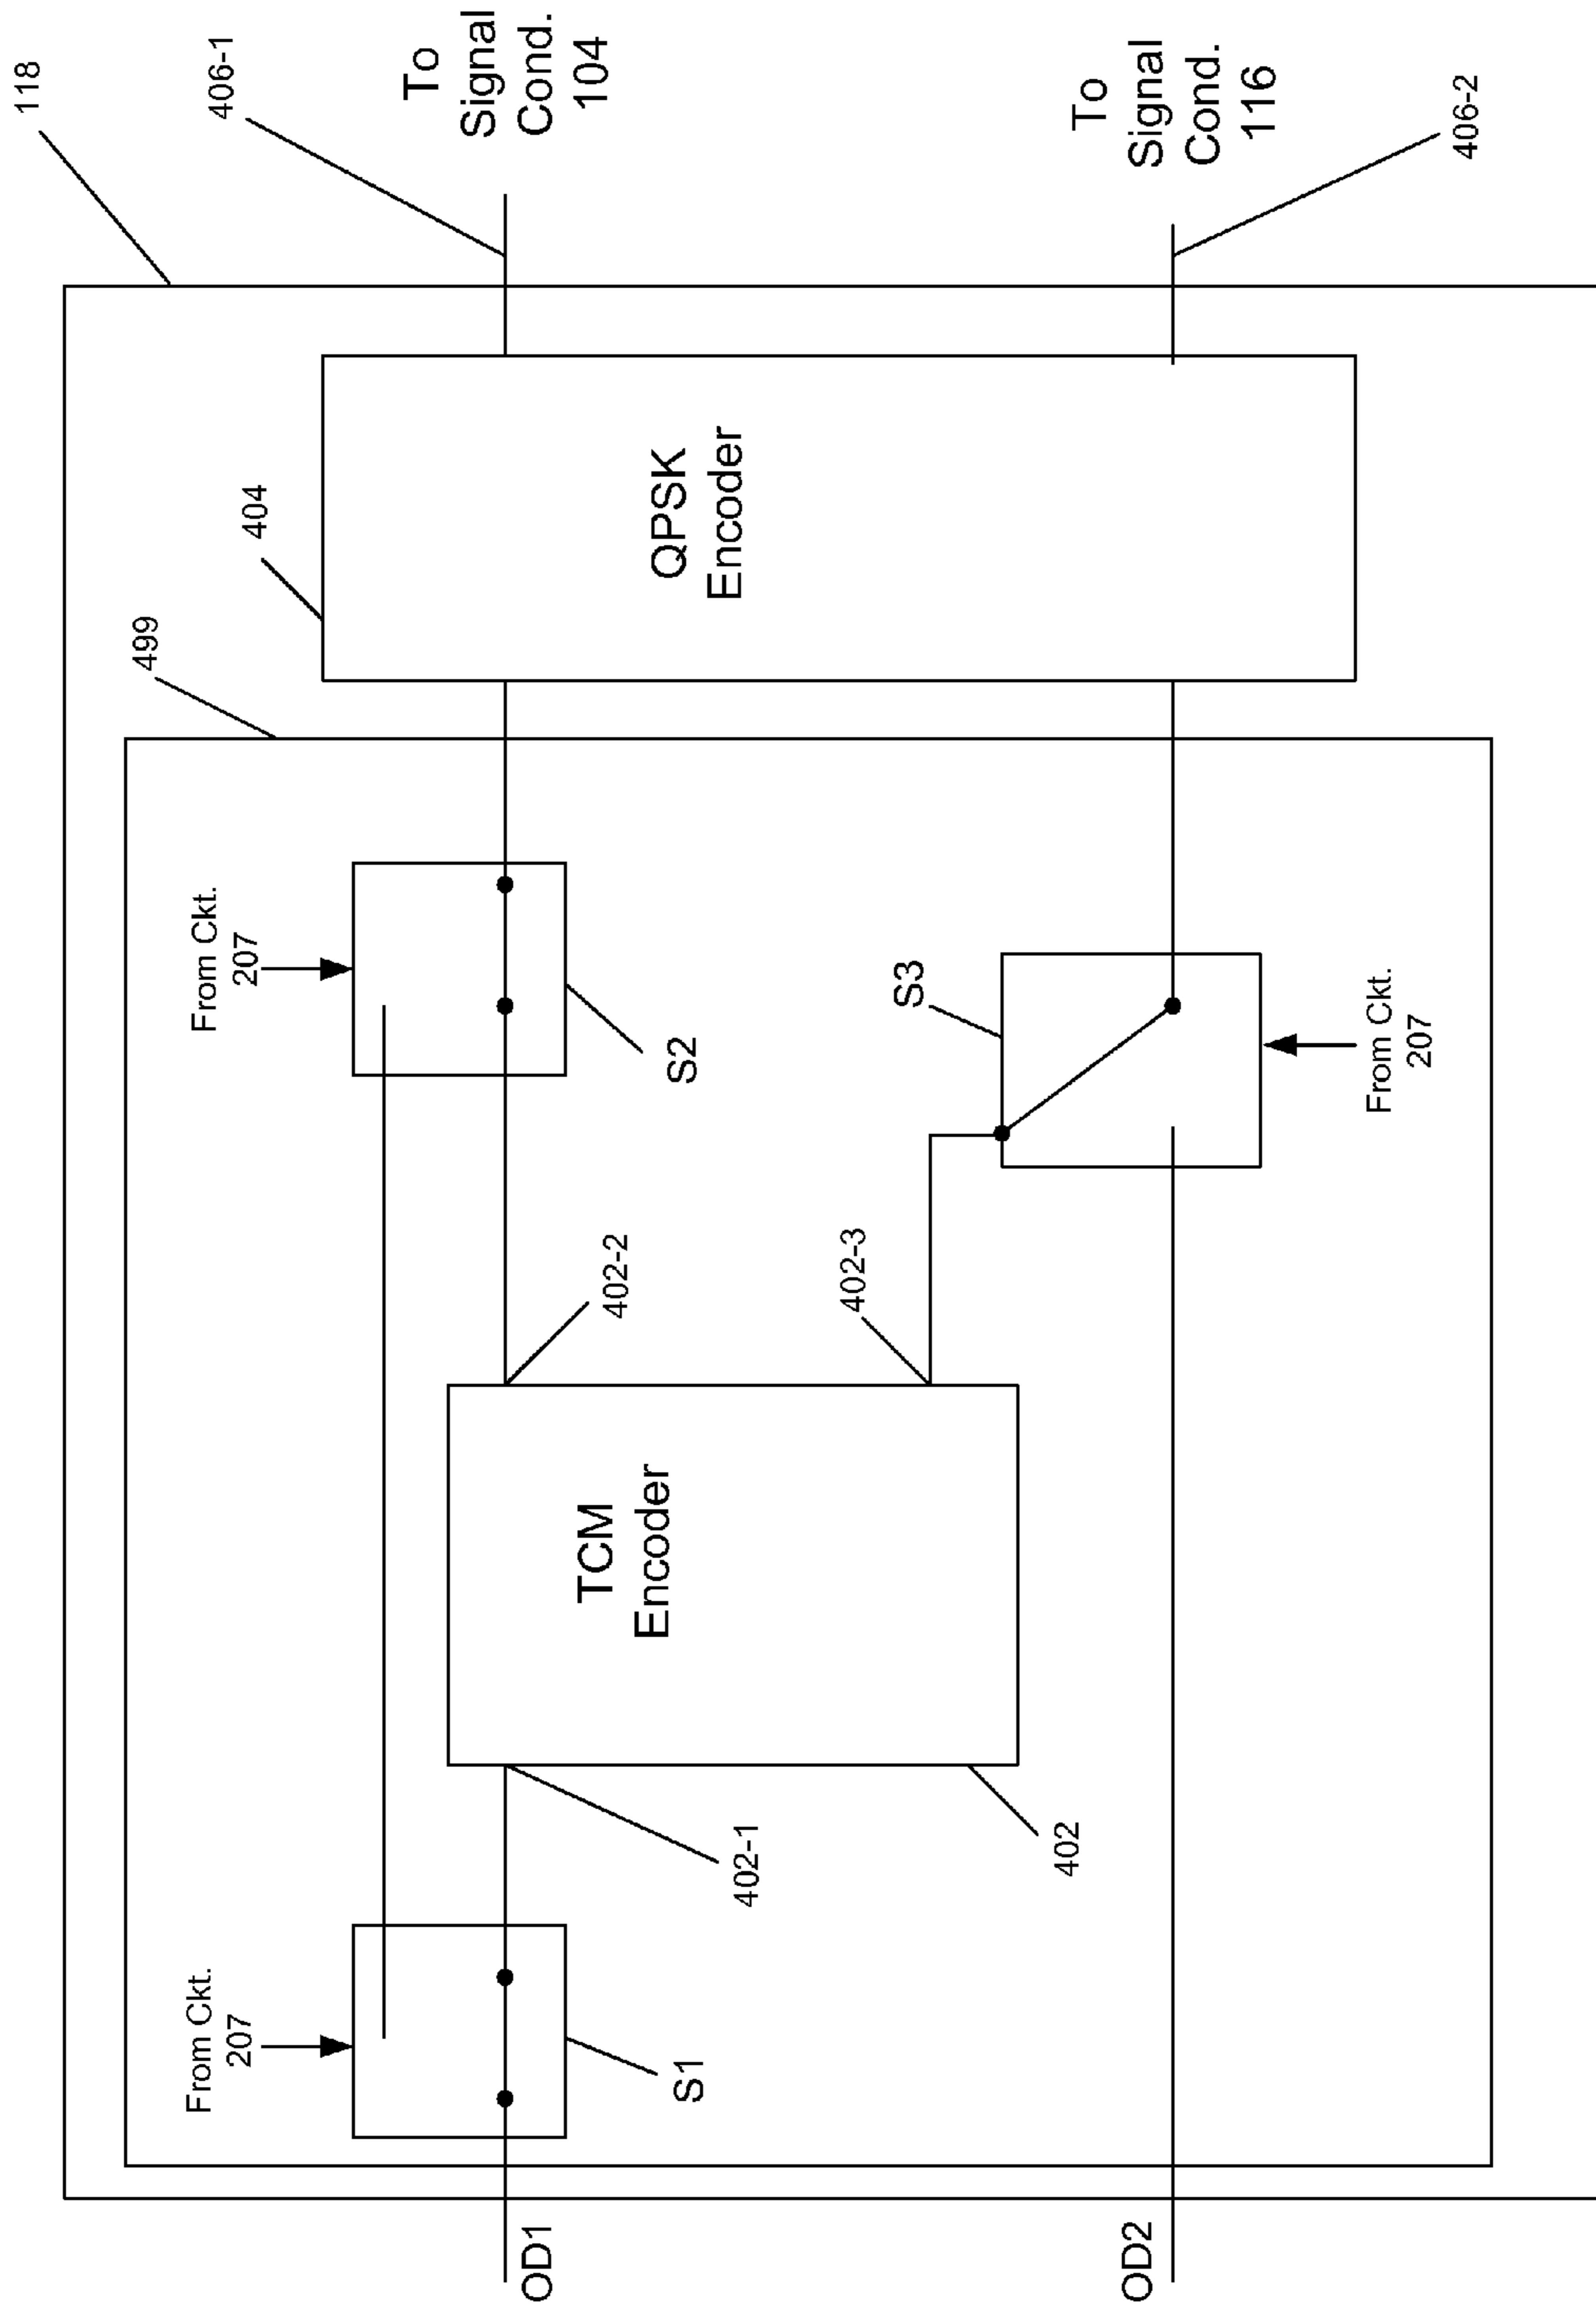 118
406-1
To
Signal
Cond.
104
To
Signal
Cond.
116
406-2
404
QPSK
Encoder
499
From Ckt.
207
S2
S3
From Ckt.
207
402-2
402-3
TCM
Encoder
402-1
402
From Ckt.
207
S1
OD1
OD2